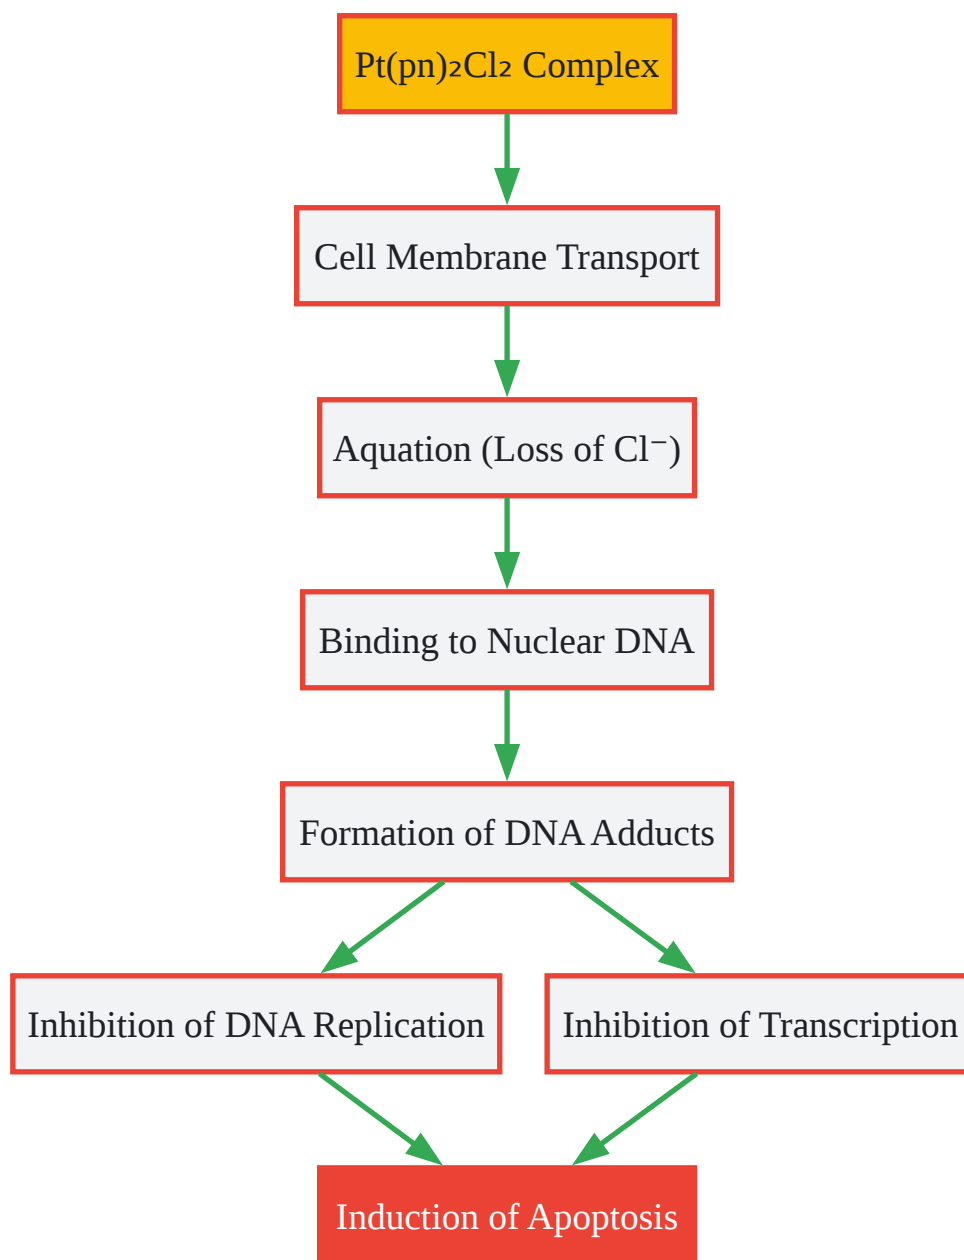 Pt(pn)₂Cl₂ Complex
Cell Membrane Transport
Aquation (Loss of Cl⁻)
Binding to Nuclear DNA
Formation of DNA Adducts
Inhibition of DNA Replication
Inhibition of Transcription
Induction of Apoptosis